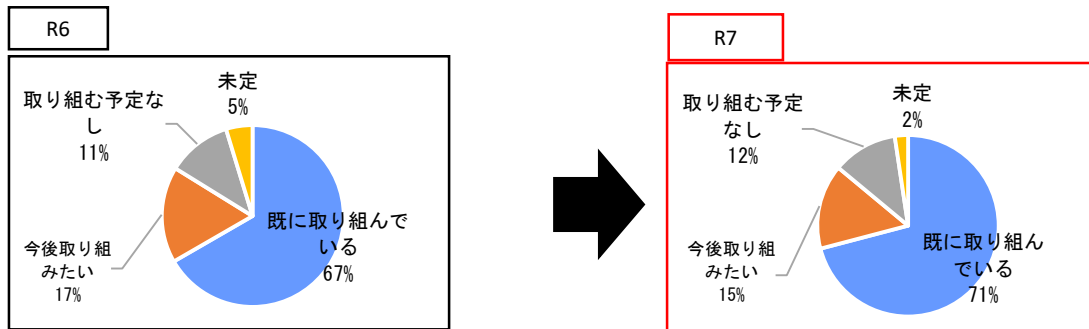 R6
未定
5%
取り組む予定な
し
11%
今後取り組
みたい
17%
既に取り組んで
いる
67%
R7
未定
2%
取り組む予定
なし
12%
今後取り組
みたい
15%
既に取り組ん
でいる
71%